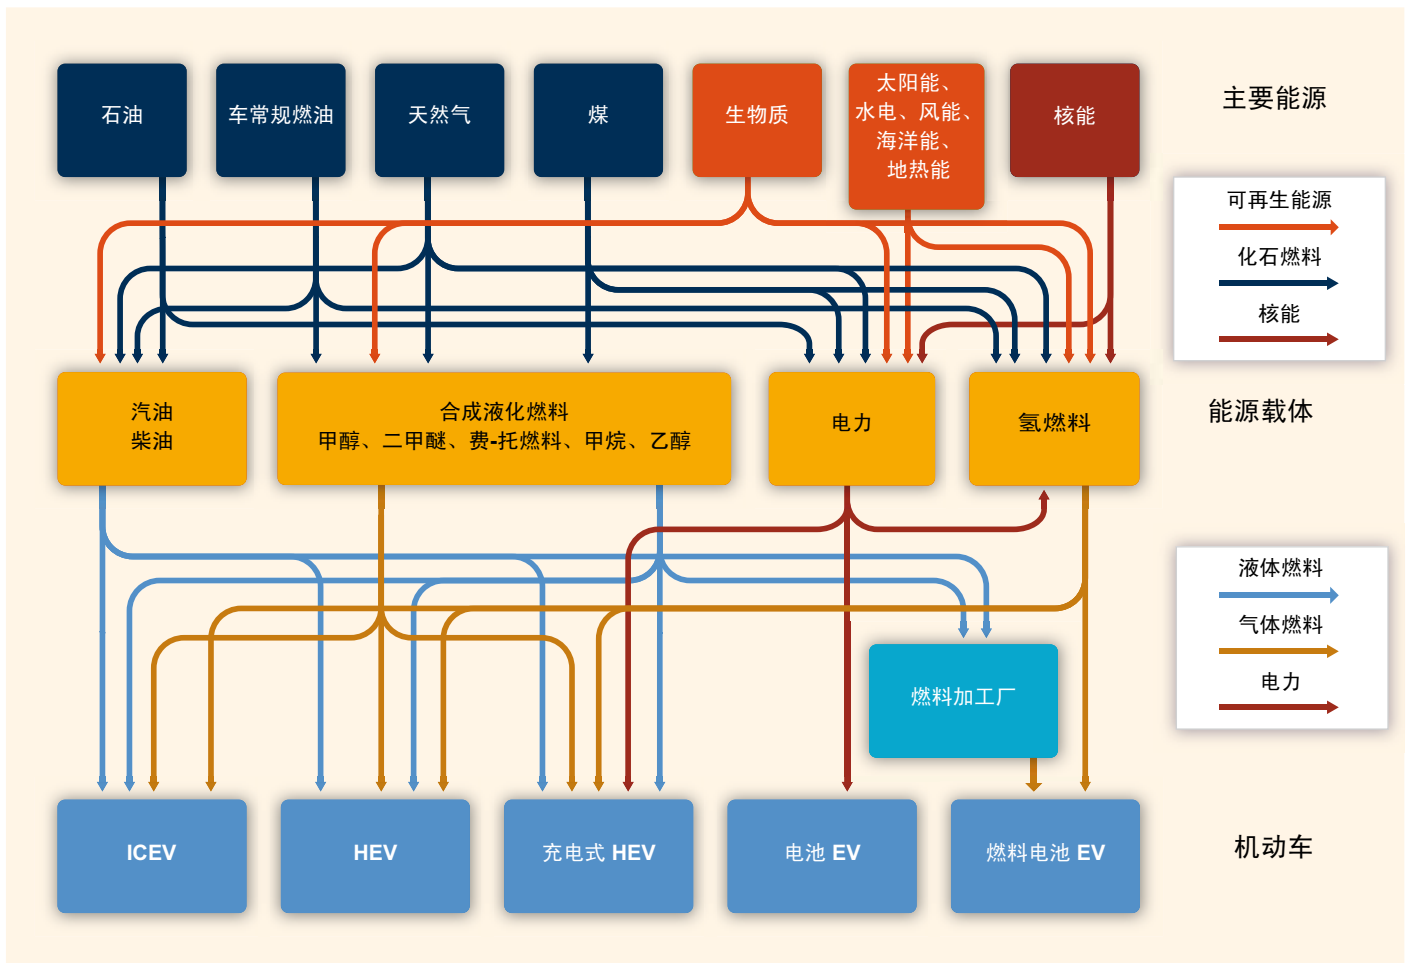 石油
车常规燃油
天然气
煤
生物质
太阳能、
水电、风能、
海洋能、
地热能
核能
主要能源
可再生能源
化石燃料
核能
汽油
柴油
合成液化燃料
甲醇、二甲醚、费-托燃料、甲烷、乙醇
电力
氢燃料
能源载体
液体燃料
气体燃料
电力
燃料加工厂
ICEV
HEV
充电式 HEV
电池 EV
燃料电池 EV
机动车